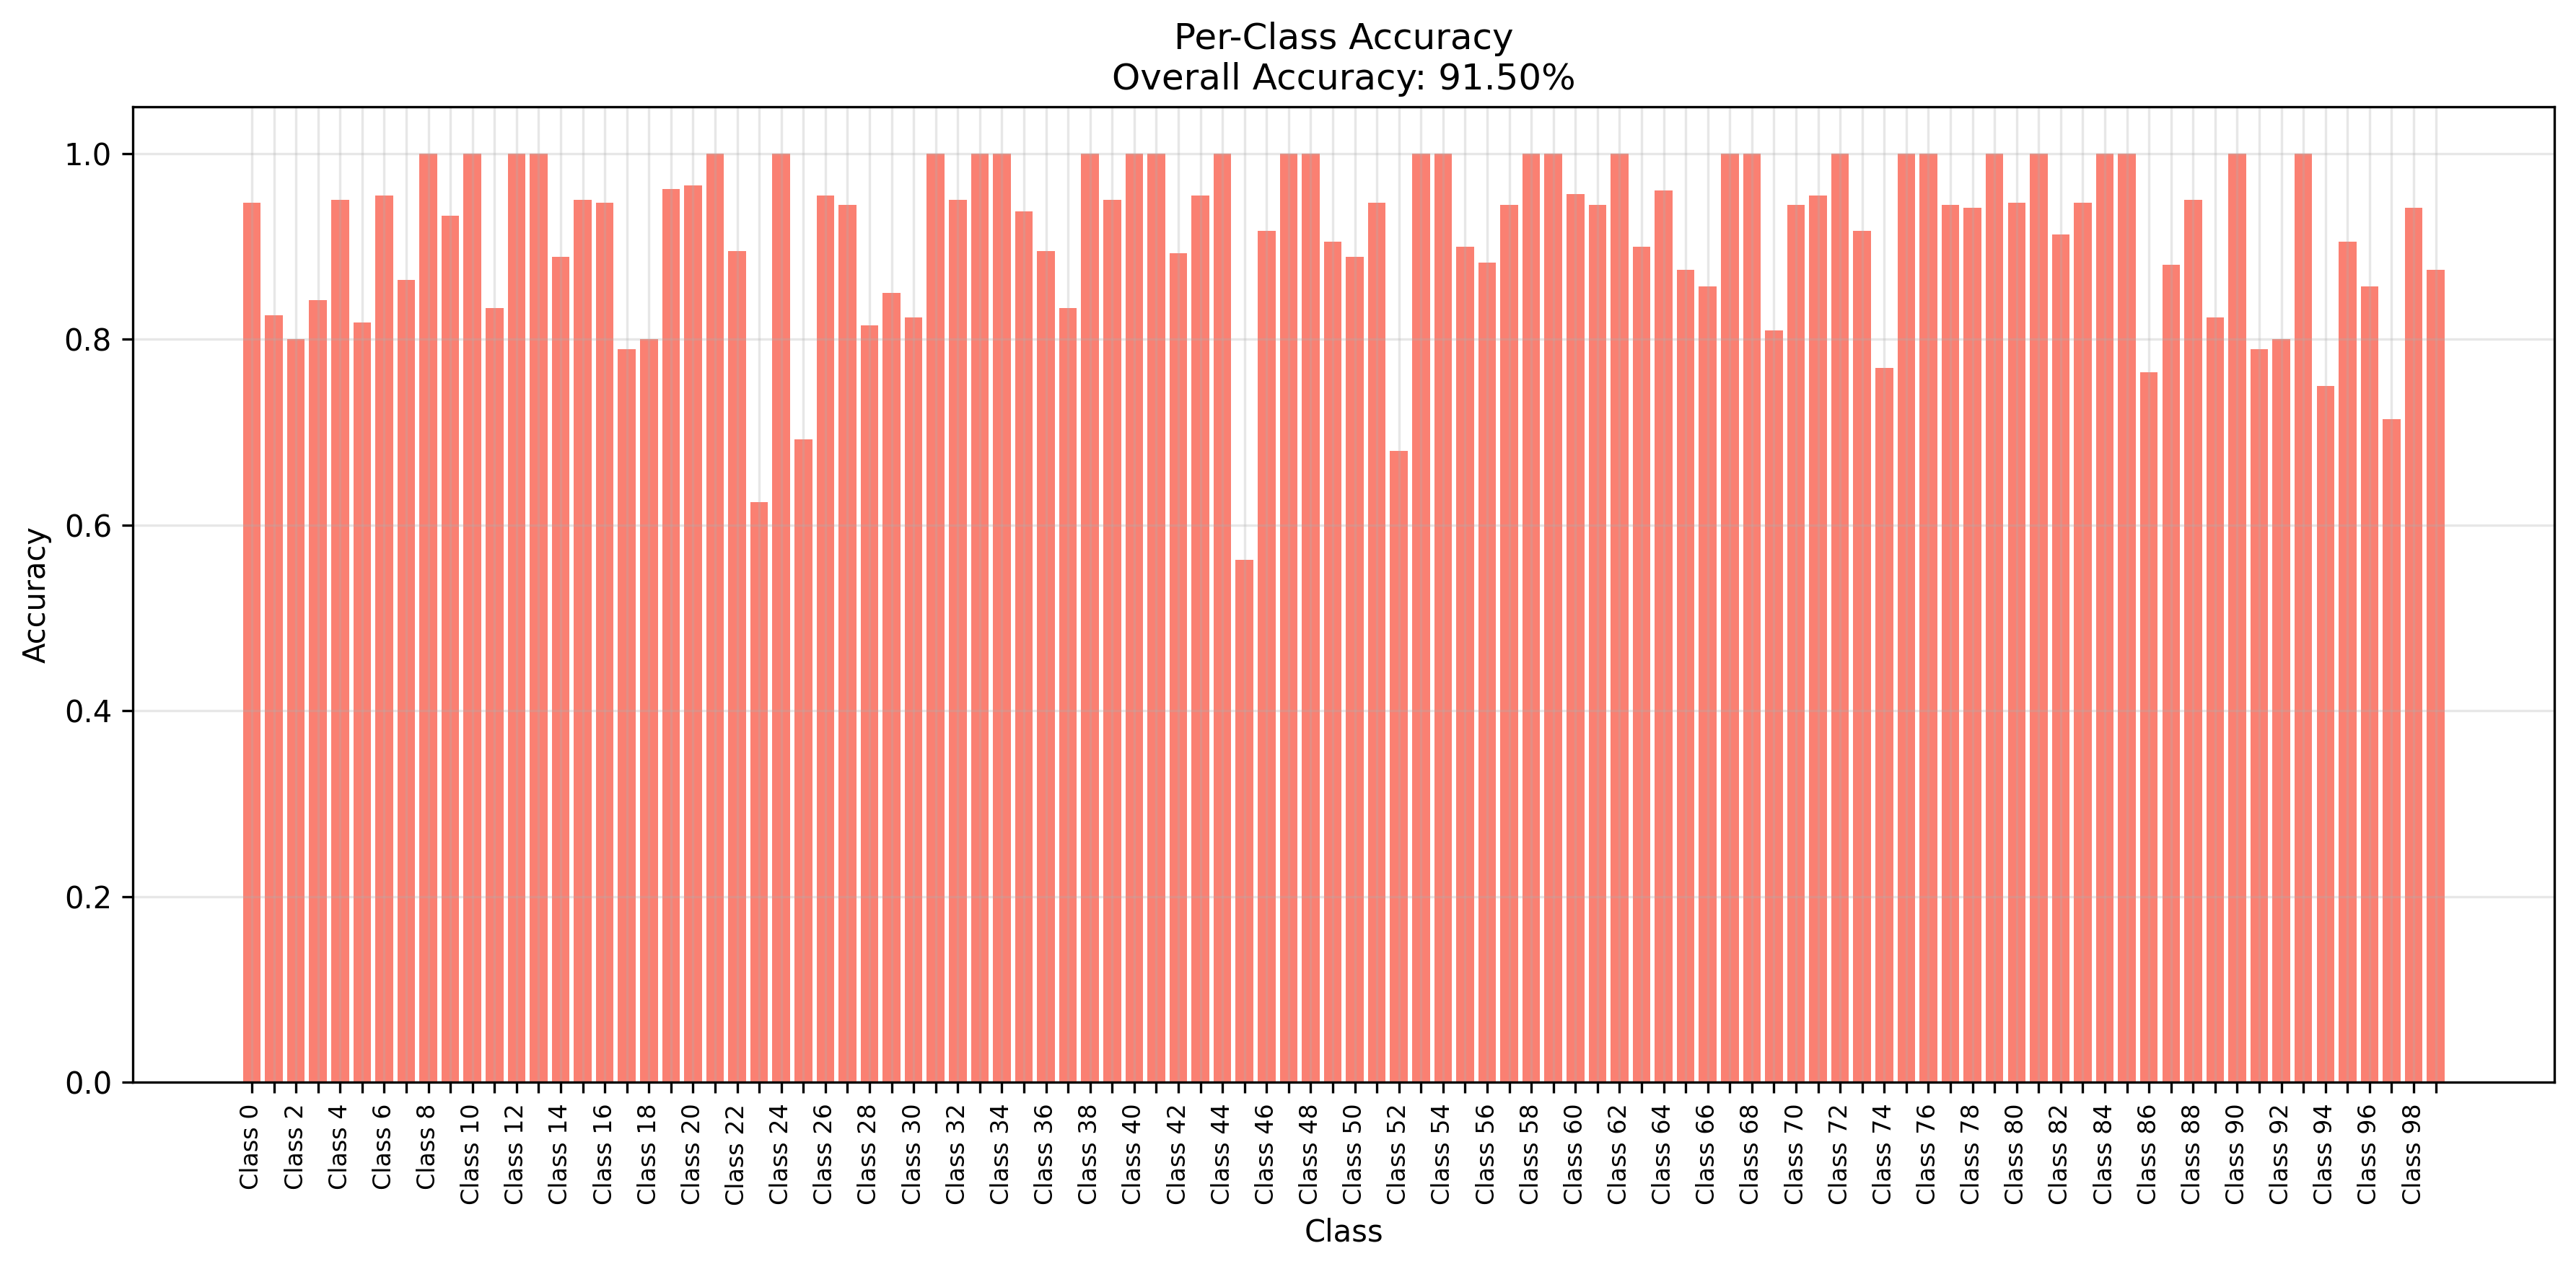 Per-Class Accuracy
Overall Accuracy: 91.50%
Accuracy
1.0
0.8
0.6
0.4
0.2
0.0
Class 0
Class 2
Class 4
Class 6
Class 8
Class 10
Class 12
Class 14
Class 16
Class 18
Class 20
Class 22
Class 24
Class 26
Class 28
Class 30
Class 32
Class 34
Class 36
Class 38
Class 40
Class 42
Class 44
Class 46
Class 48
Class 50
Class 52
Class 54
Class 56
Class 58
Class 60
Class 62
Class 64
Class 66
Class 68
Class 70
Class 72
Class 74
Class 76
Class 78
Class 80
Class 82
Class 84
Class 86
Class 88
Class 90
Class 92
Class 94
Class 96
Class 98
Class